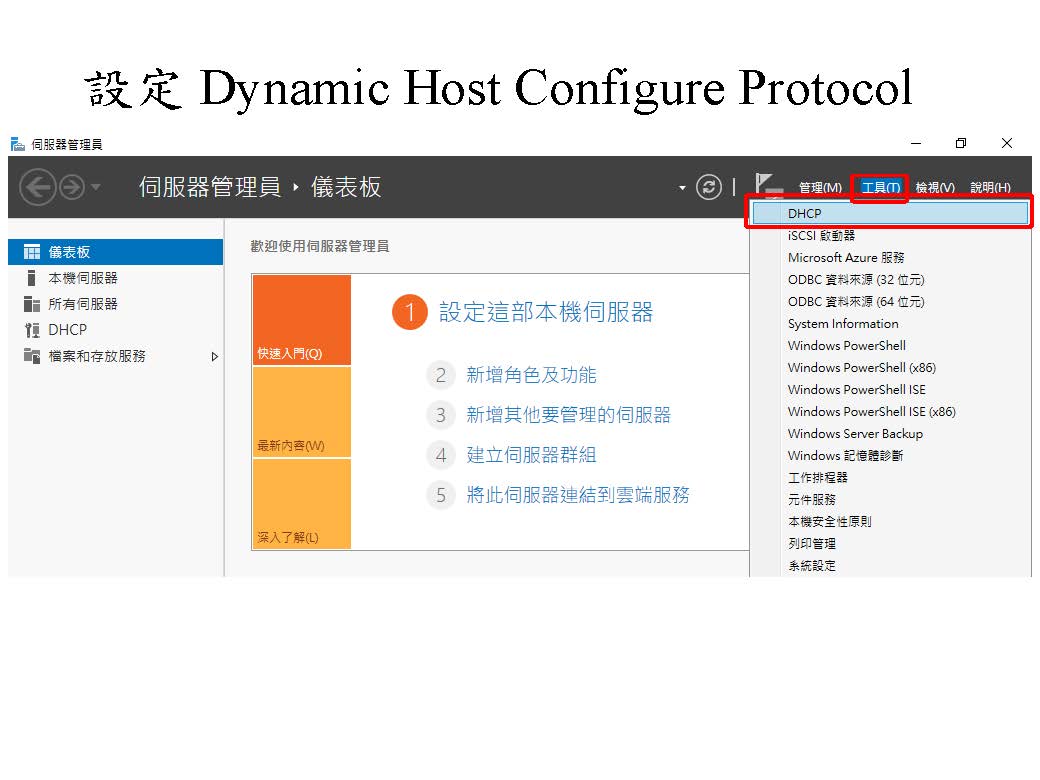 設定 Dynamic Host Configure Protocol
伺服器管理員
伺服器管理員 ‣ 儀表板
管理(M) 工具(T) 檢視(V) 說明(H)
儀表板
本機伺服器
所有伺服器
DHCP
檔案和存放服務
歡迎使用伺服器管理員
快速入門(Q)
最新內容(W)
深入了解(L)
1 設定這部本機伺服器
2 新增角色及功能
3 新增其他要管理的伺服器
4 建立伺服器群組
5 將此伺服器連結到雲端服務
DHCP
iSCSI 啟動器
Microsoft Azure 服務
ODBC 資料來源 (32 位元)
ODBC 資料來源 (64 位元)
System Information
Windows PowerShell
Windows PowerShell (x86)
Windows PowerShell ISE
Windows PowerShell ISE (x86)
Windows Server Backup
Windows 記憶體診斷
工作排程器
元件服務
本機安全性原則
列印管理
系統設定